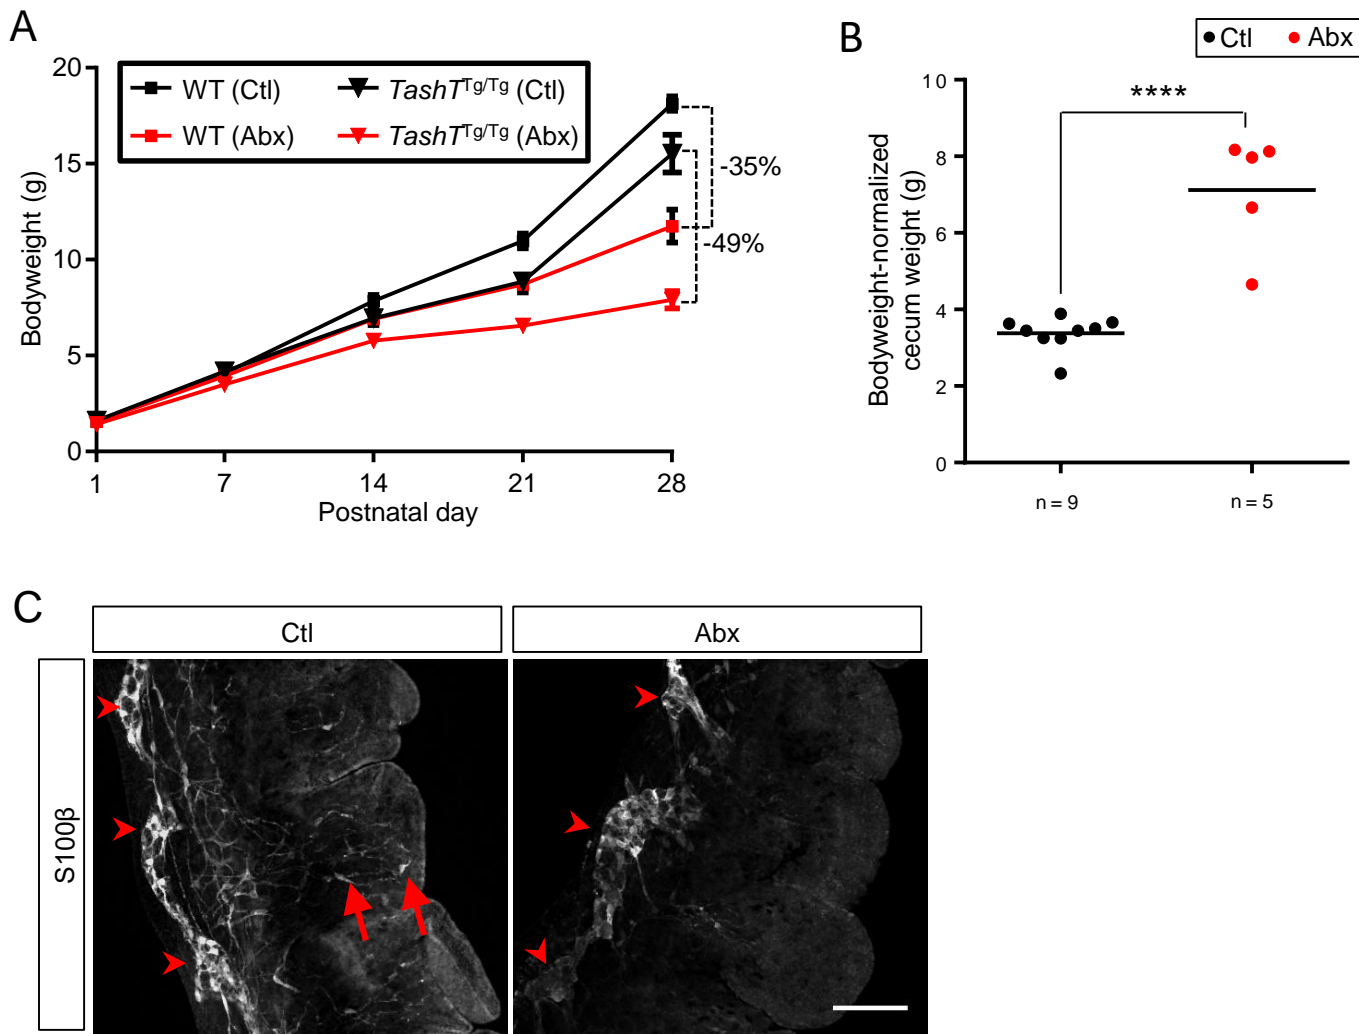 A
20
15
10
5
0
Bodyweight (g)
WT (Ctl)
TashT^Tg/Tg (Ctl)
WT (Abx)
TashT^Tg/Tg (Abx)
-35%
-49%
1 7 14 21 28
Postnatal day
B
Ctl Abx
10
8
6
4
2
0
Bodyweight-normalized
cecum weight (g)
****
n = 9 n = 5
C
Ctl Abx
S100β